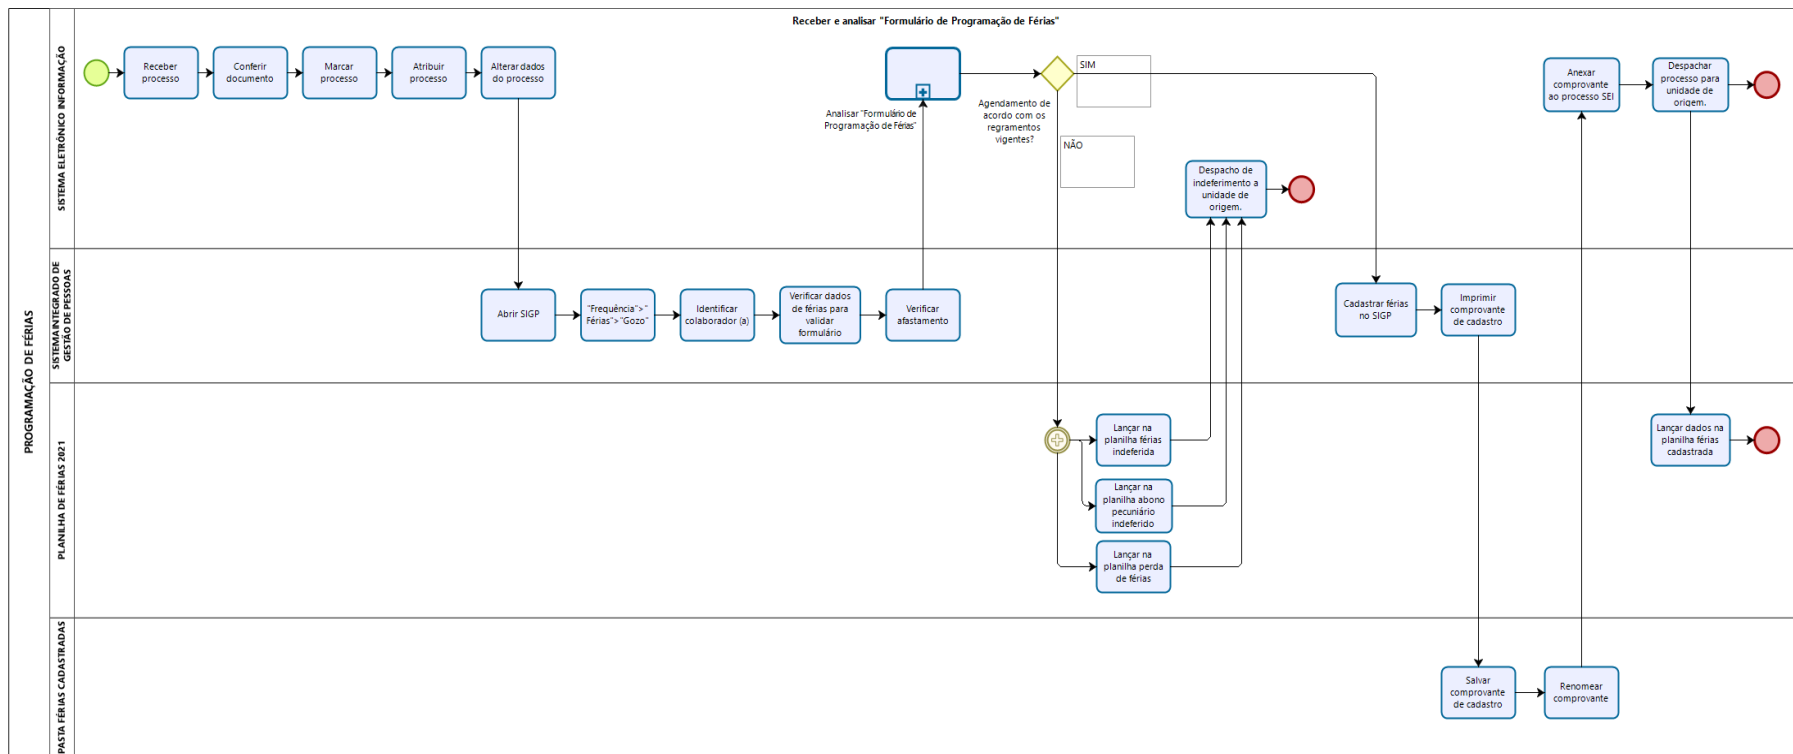 Receber e analisar "Formulário de Programação de Férias"
PROGRAMAÇÃO DE FÉRIAS
SISTEMA ELETRÔNICO INFORMAÇÃO
Receber
processo
Conferir
documento
Marcar
processo
Atribuir
processo
Alterar dados
do processo
Analisar "Formulário de
Programação de Férias"
Agendamento de
acordo com os
regramentos
vigentes?
SIM
NÃO
Despacho de
indeferimento a
unidade de
origem.
Anexar
comprovante
ao processo SEI
Despachar
processo para
unidade de
origem.
SISTEMA INTEGRADO DE
GESTÃO DE PESSOAS
Abrir SIGP
"Frequência">"
Férias">"Gozo"
Identificar
colaborador (a)
Verificar dados
de férias para
validar
formulário
Verificar
afastamento
Cadastrar férias
no SIGP
Imprimir
comprovante
de cadastro
PLANILHA DE FÉRIAS 2021
Lançar na
planilha férias
indeferida
Lançar na
planilha abono
pecuniário
indeferido
Lançar na
planilha perda
de férias
Lançar dados na
planilha férias
cadastrada
PASTA FÉRIAS CADASTRADAS
Salvar
comprovante
de cadastro
Renomear
comprovante